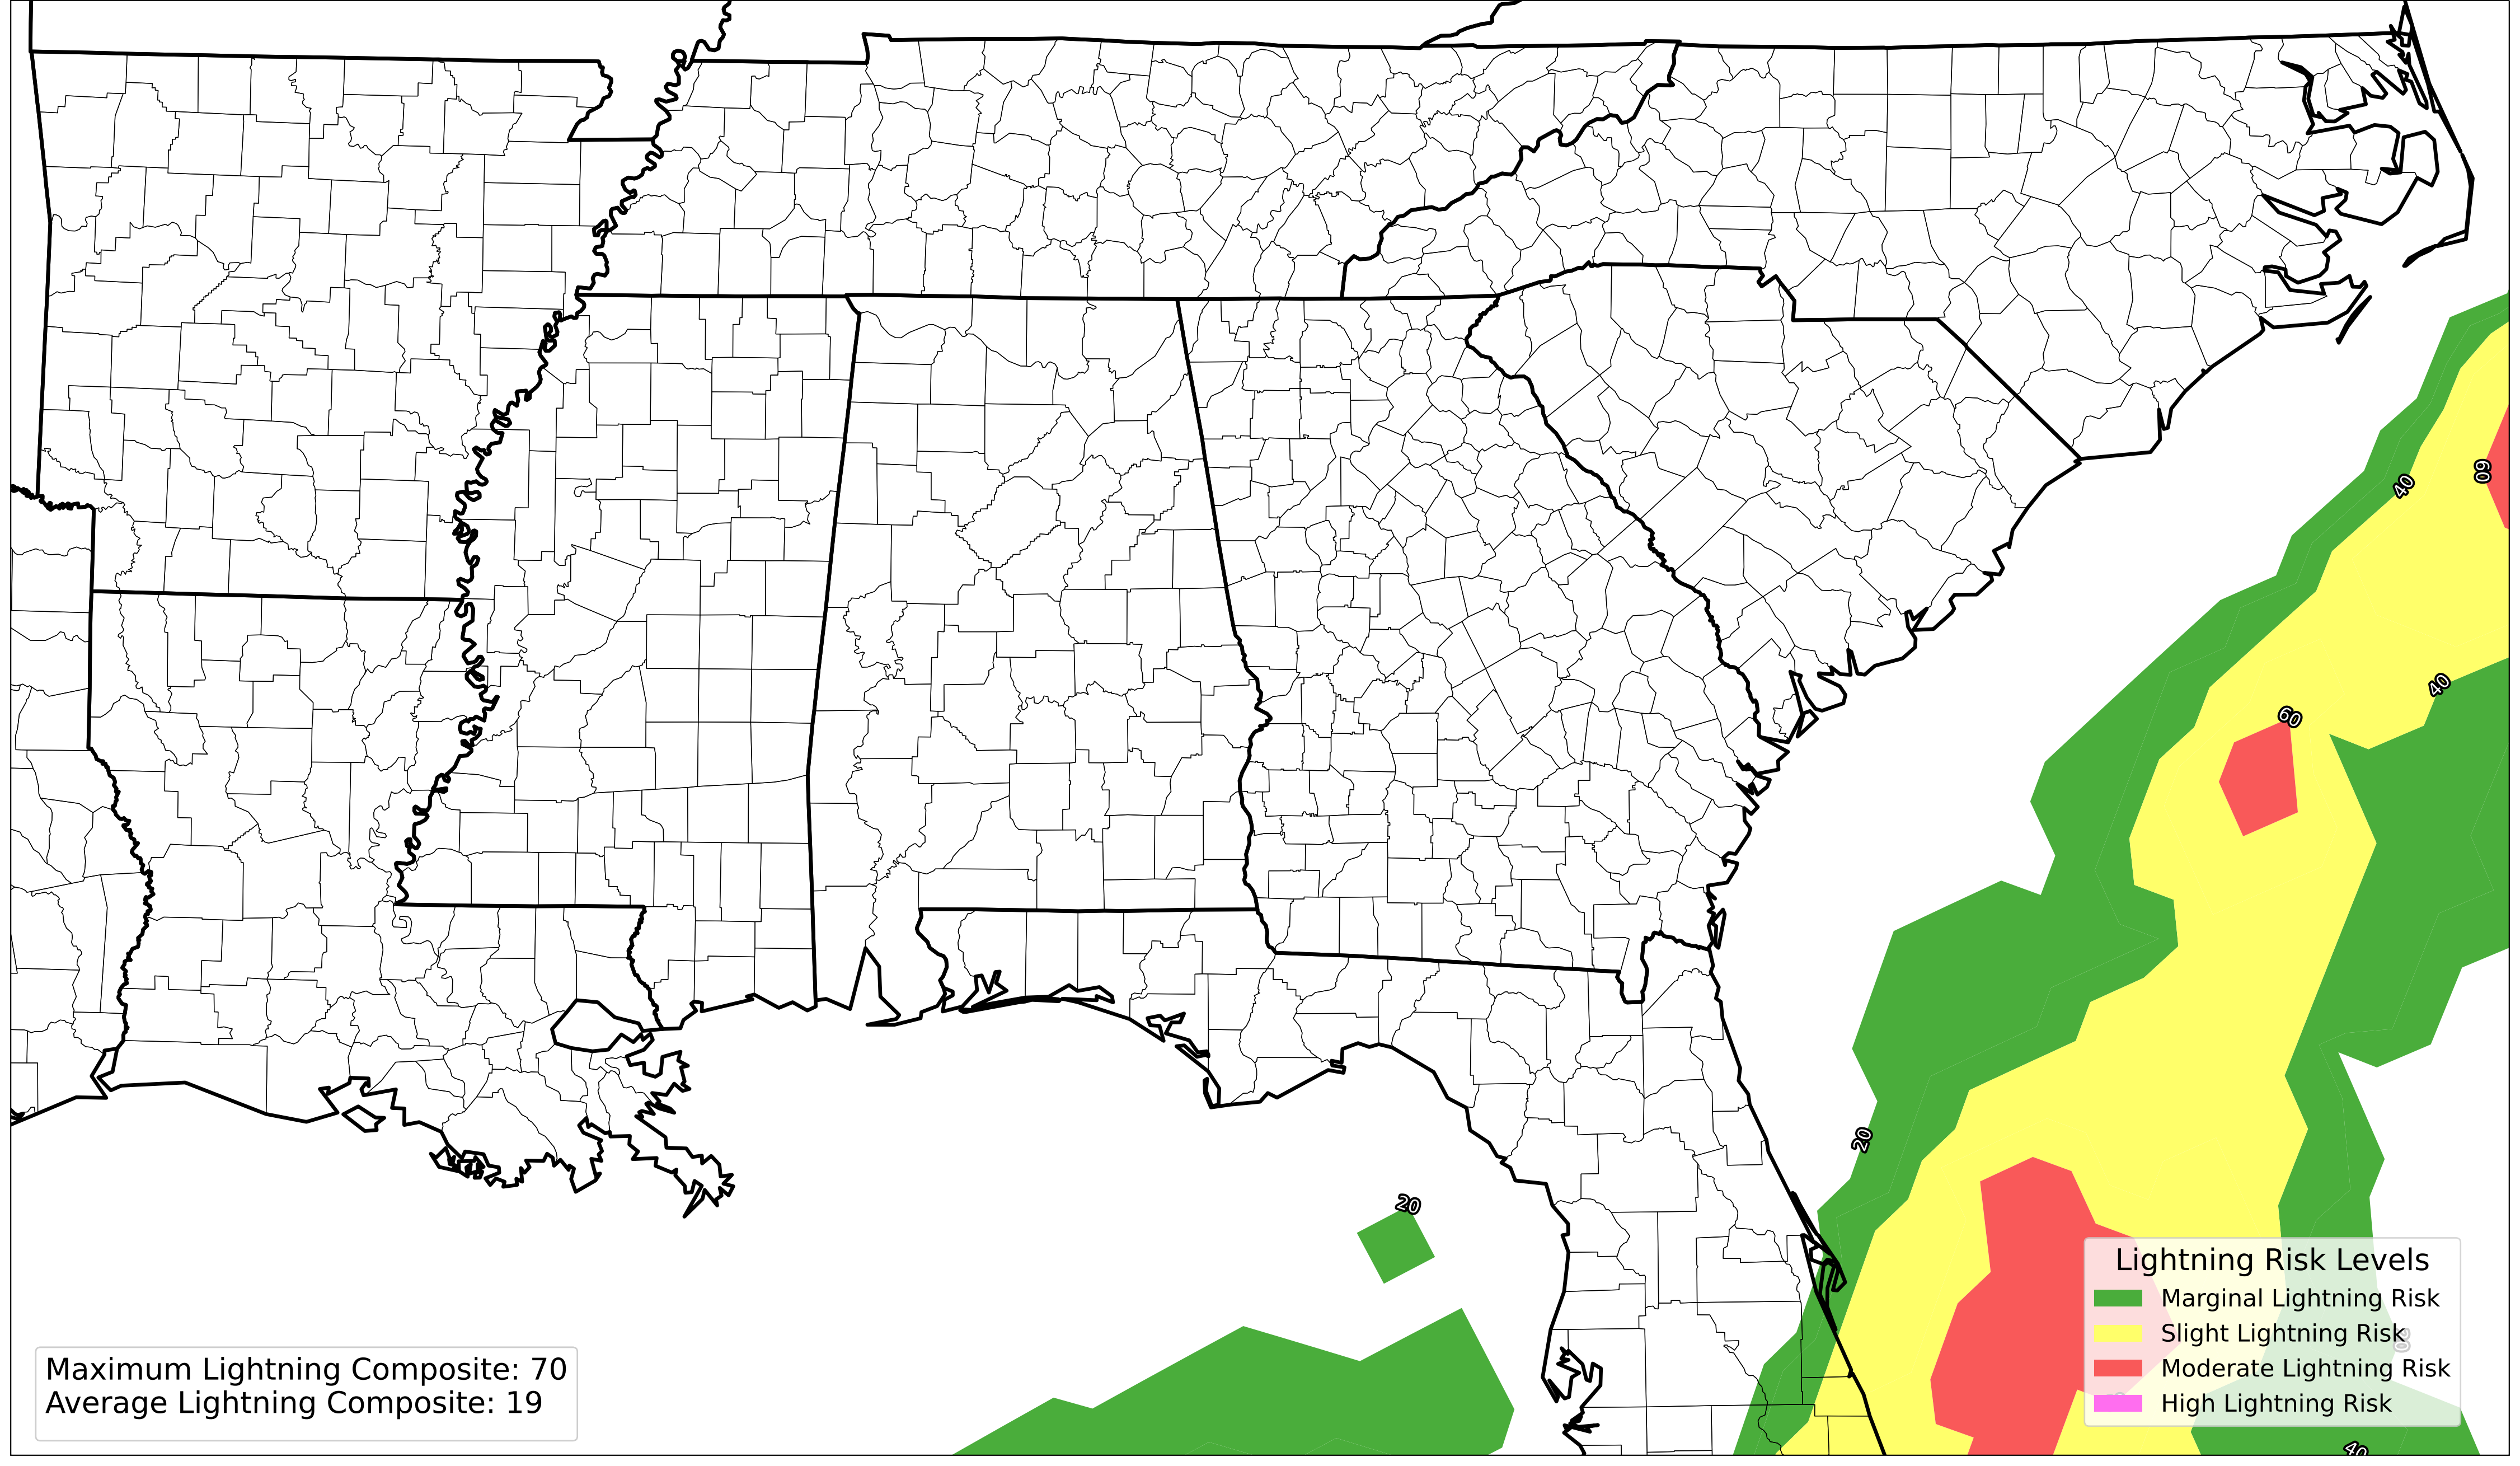 60
40
40
60
20
20
Lightning Risk Levels
Marginal Lightning Risk
Slight Lightning Risk
Moderate Lightning Risk
High Lightning Risk
Maximum Lightning Composite: 70
Average Lightning Composite: 19
40